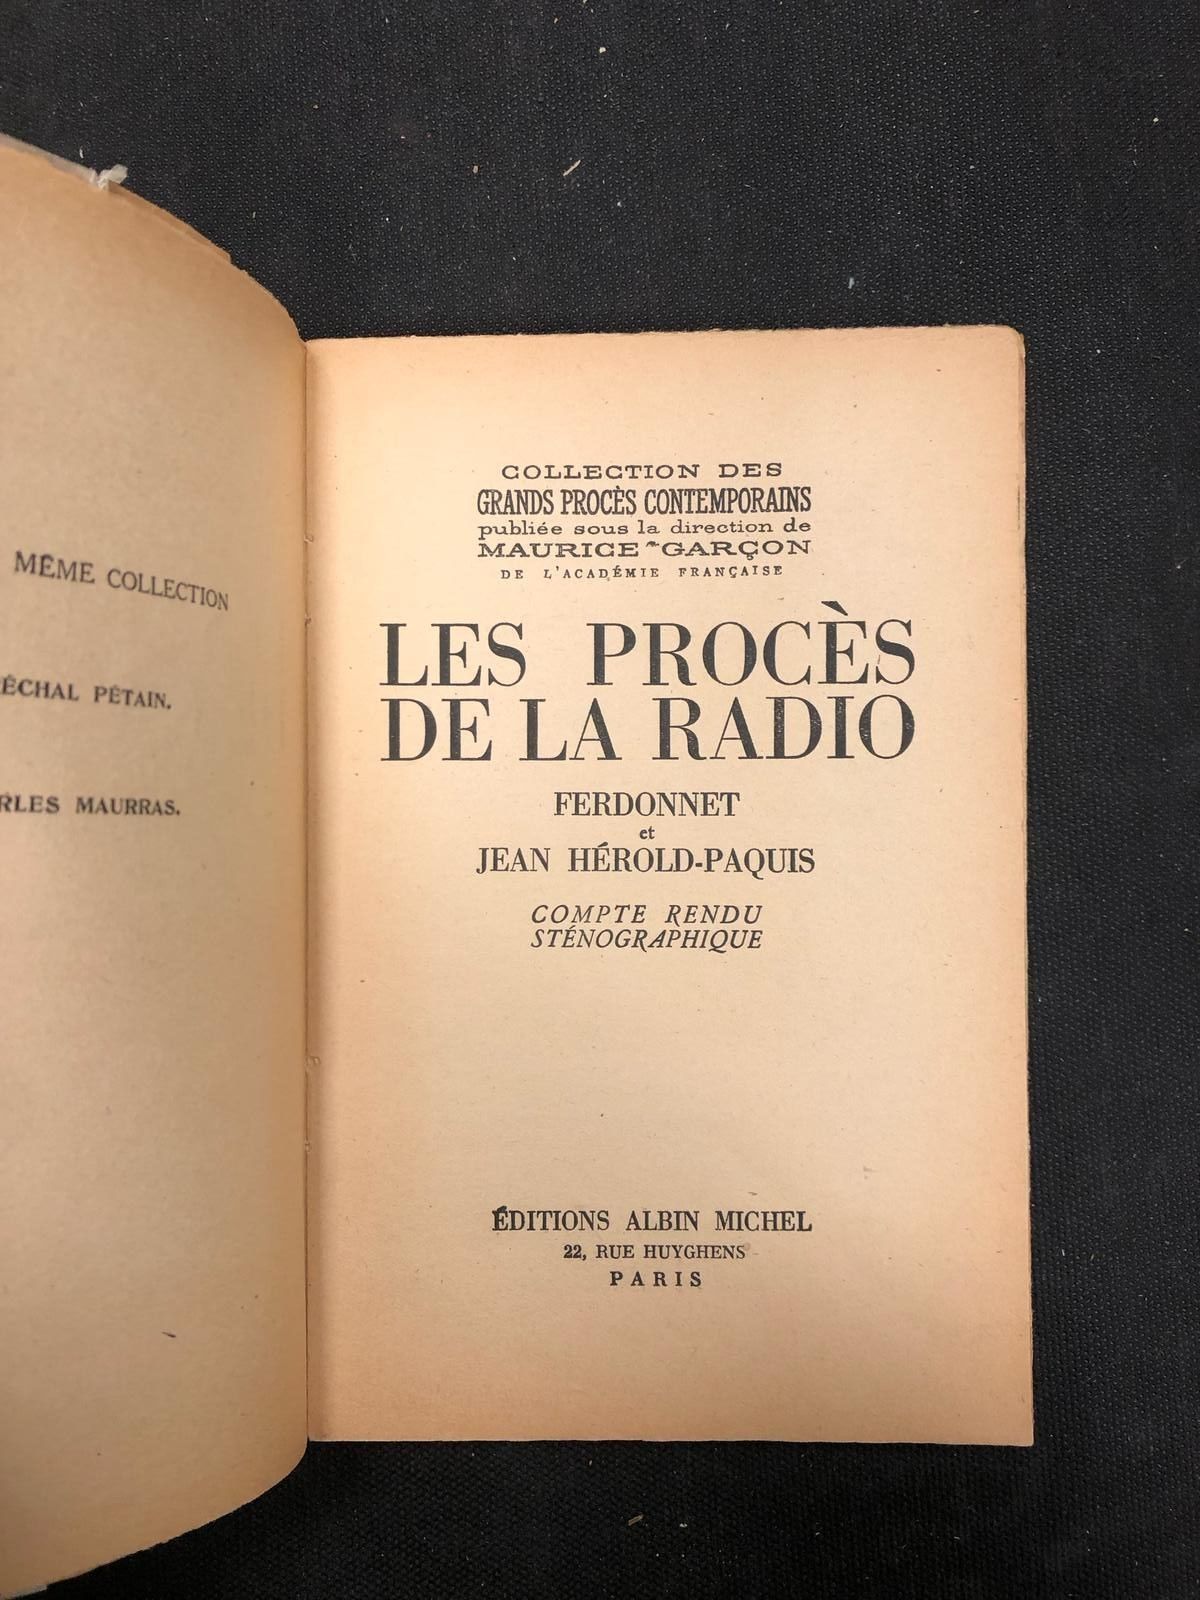 MÊME COLLECTION
PÉTAIN.
MAURRAS.
COLLECTION DES
GRANDS PROCÈS CONTEMPORAINS
publiée sous la direction de
MAURICE GARÇON
DE L'ACADÉMIE FRANÇAISE
LES PROCÈS
DE LA RADIO
FERDONNET
et
JEAN HÉROLD-PAQUIS
COMPTE RENDU
STÉNOGRAPHIQUE
ÉDITIONS ALBIN MICHEL
22, RUE HUYGHENS
PARIS